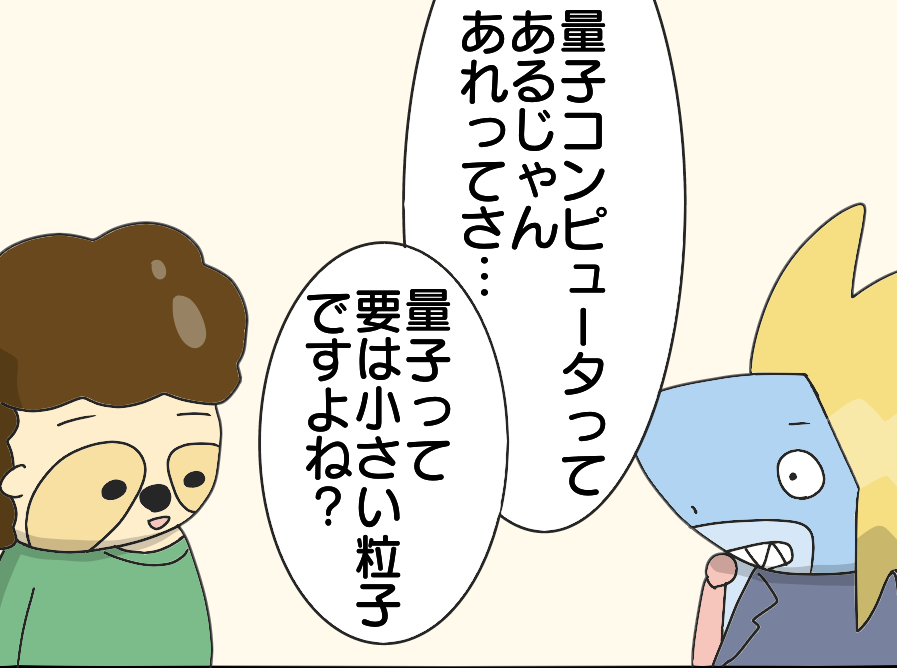 量子コンピュータって
あるじゃん
あれってさ…
量子って
要は小さい粒子
ですよね？